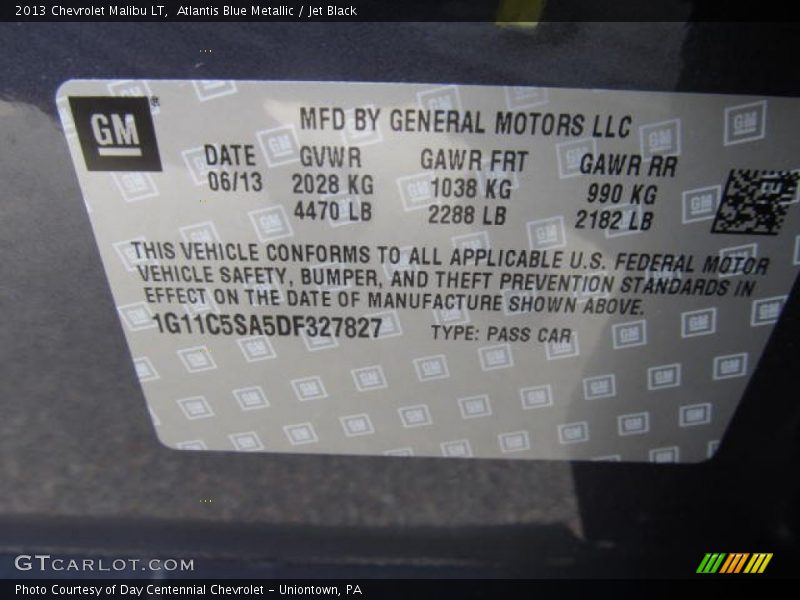 2013 Chevrolet Malibu LT,  Atlantis Blue Metallic / Jet Black
GM®
MFD BY GENERAL MOTORS LLC
DATE GVWR GAWR FRT GAWR RR
06/13 2028 KG 1038 KG 990 KG
4470 LB 2288 LB 2182 LB
THIS VEHICLE CONFORMS TO ALL APPLICABLE U.S. FEDERAL MOTOR
VEHICLE SAFETY, BUMPER, AND THEFT PREVENTION STANDARDS IN
EFFECT ON THE DATE OF MANUFACTURE SHOWN ABOVE.
1G11C5SA5DF327827 TYPE: PASS CAR
GTCARLOT.COM
Photo Courtesy of Day Centennial Chevrolet - Uniontown, PA